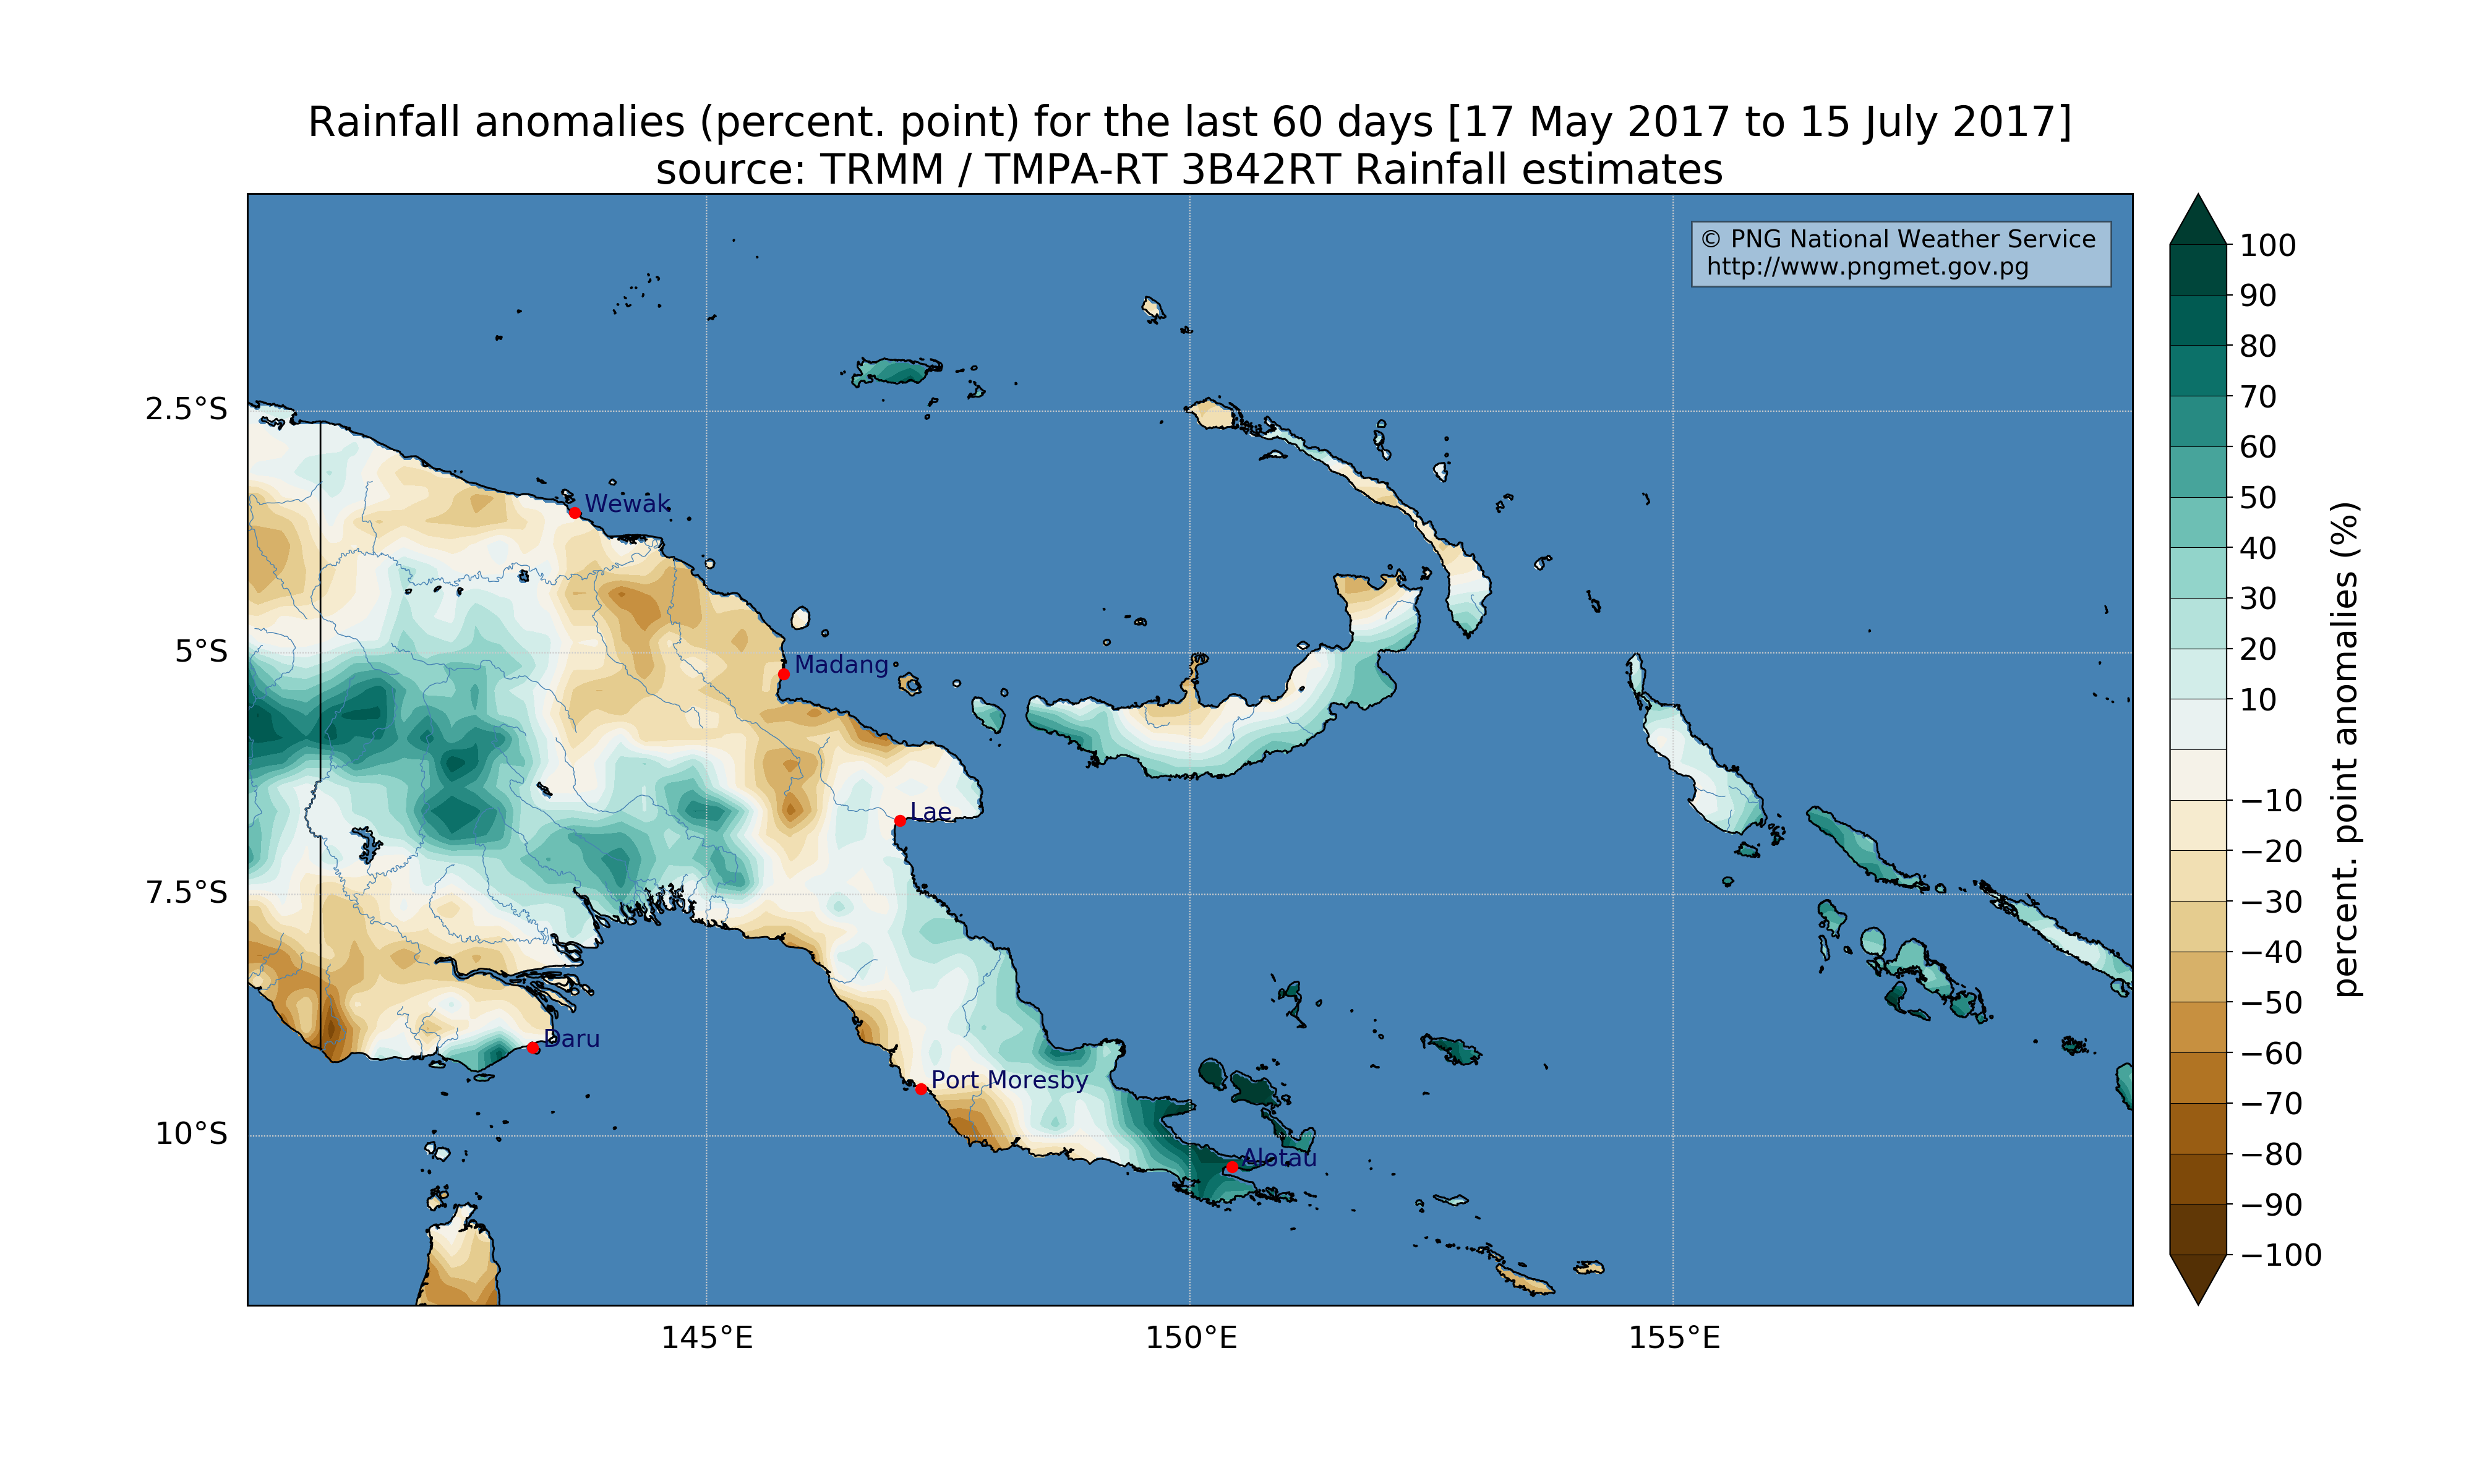 Rainfall anomalies (percent. point) for the last 60 days [17 May 2017 to 15 July 2017]
source: TRMM / TMPA-RT 3B42RT Rainfall estimates
© PNG National Weather Service
http://www.pngmet.gov.pg
2.5°S
5°S
7.5°S
10°S
Wewak
Madang
Lae
Daru
Port Moresby
Alotau
145°E
150°E
155°E
100
90
80
70
60
50
40
30
20
10
−10
−20
−30
−40
−50
−60
−70
−80
−90
−100
percent. point anomalies (%)